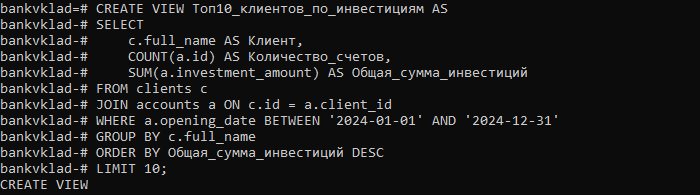 bankvklad=# CREATE VIEW Топ10_клиентов_по_инвестициям AS
bankvklad-# SELECT
bankvklad-#     c.full_name AS Клиент,
bankvklad-#     COUNT(a.id) AS Количество_счетов,
bankvklad-#     SUM(a.investment_amount) AS Общая_сумма_инвестиций
bankvklad-# FROM clients c
bankvklad-# JOIN accounts a ON c.id = a.client_id
bankvklad-# WHERE a.opening_date BETWEEN '2024-01-01' AND '2024-12-31'
bankvklad-# GROUP BY c.full_name
bankvklad-# ORDER BY Общая_сумма_инвестиций DESC
bankvklad-# LIMIT 10;
CREATE VIEW